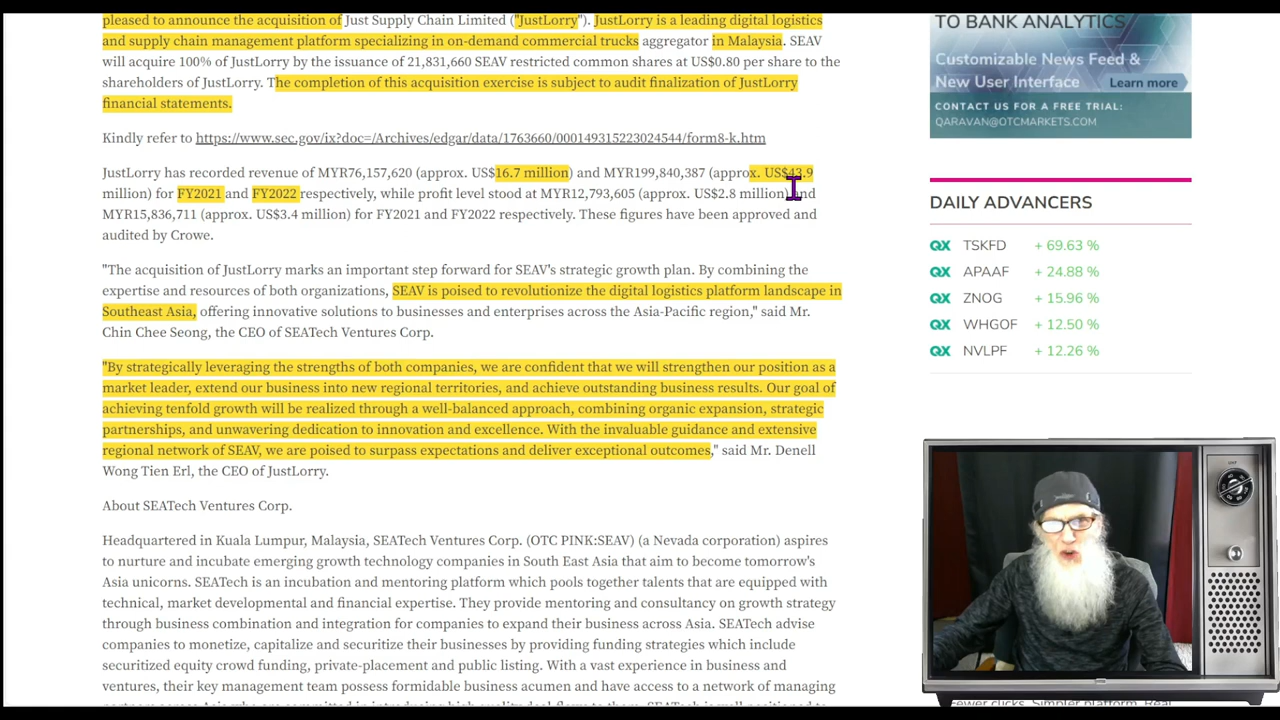 pleased to announce the acquisition of Just Supply Chain Limited ("JustLorry"). JustLorry is a leading digital logistics
and supply chain management platform specializing in on-demand commercial trucks aggregator in Malaysia. SEAV
will acquire 100% of JustLorry by the issuance of 21,831,660 SEAV restricted common shares at US$0.80 per share to the
shareholders of JustLorry. The completion of this acquisition exercise is subject to audit finalization of JustLorry
financial statements.
Kindly refer to https://www.sec.gov/ix?doc=/Archives/edgar/data/1763660/000149315223024544/form8-k.htm
JustLorry has recorded revenue of MYR76,157,620 (approx. US$16.7 million) and MYR199,840,387 (approx. US$43.9
million) for FY2021 and FY2022 respectively, while profit level stood at MYR12,793,605 (approx. US$2.8 million) and
MYR15,836,711 (approx. US$3.4 million) for FY2021 and FY2022 respectively. These figures have been approved and
audited by Crowe.
"The acquisition of JustLorry marks an important step forward for SEAV's strategic growth plan. By combining the
expertise and resources of both organizations, SEAV is poised to revolutionize the digital logistics platform landscape in
Southeast Asia, offering innovative solutions to businesses and enterprises across the Asia-Pacific region," said Mr.
Chin Chee Seong, the CEO of SEATech Ventures Corp.
"By strategically leveraging the strengths of both companies, we are confident that we will strengthen our position as a
market leader, extend our business into new regional territories, and achieve outstanding business results. Our goal of
achieving tenfold growth will be realized through a well-balanced approach, combining organic expansion, strategic
partnerships, and unwavering dedication to innovation and excellence. With the invaluable guidance and extensive
regional network of SEAV, we are poised to surpass expectations and deliver exceptional outcomes," said Mr. Denell
Wong Tien Erl, the CEO of JustLorry.
About SEATech Ventures Corp.
Headquartered in Kuala Lumpur, Malaysia, SEATech Ventures Corp. (OTC PINK:SEAV) (a Nevada corporation) aspires
to nurture and incubate emerging growth technology companies in South East Asia that aim to become tomorrow's
Asia unicorns. SEATech is an incubation and mentoring platform which pools together talents that are equipped with
technical, market developmental and financial expertise. They provide mentoring and consultancy on growth strategy
through business combination and integration for companies to expand their business across Asia. SEATech advise
companies to monetize, capitalize and securitize their businesses by providing funding strategies which include
securitized equity crowd funding, private-placement and public listing. With a vast experience in business and
ventures, their key management team possess formidable business acumen and have access to a network of managing
TO BANK ANALYTICS
Customizable News Feed &
New User Interface Learn more
CONTACT US FOR A FREE TRIAL:
QARAVAN@OTCMARKETS.COM
DAILY ADVANCERS
QX TSKFD + 69.63 %
QX APAAF + 24.88 %
QX ZNOG + 15.96 %
QX WHGOF + 12.50 %
QX NVLPF + 12.26 %